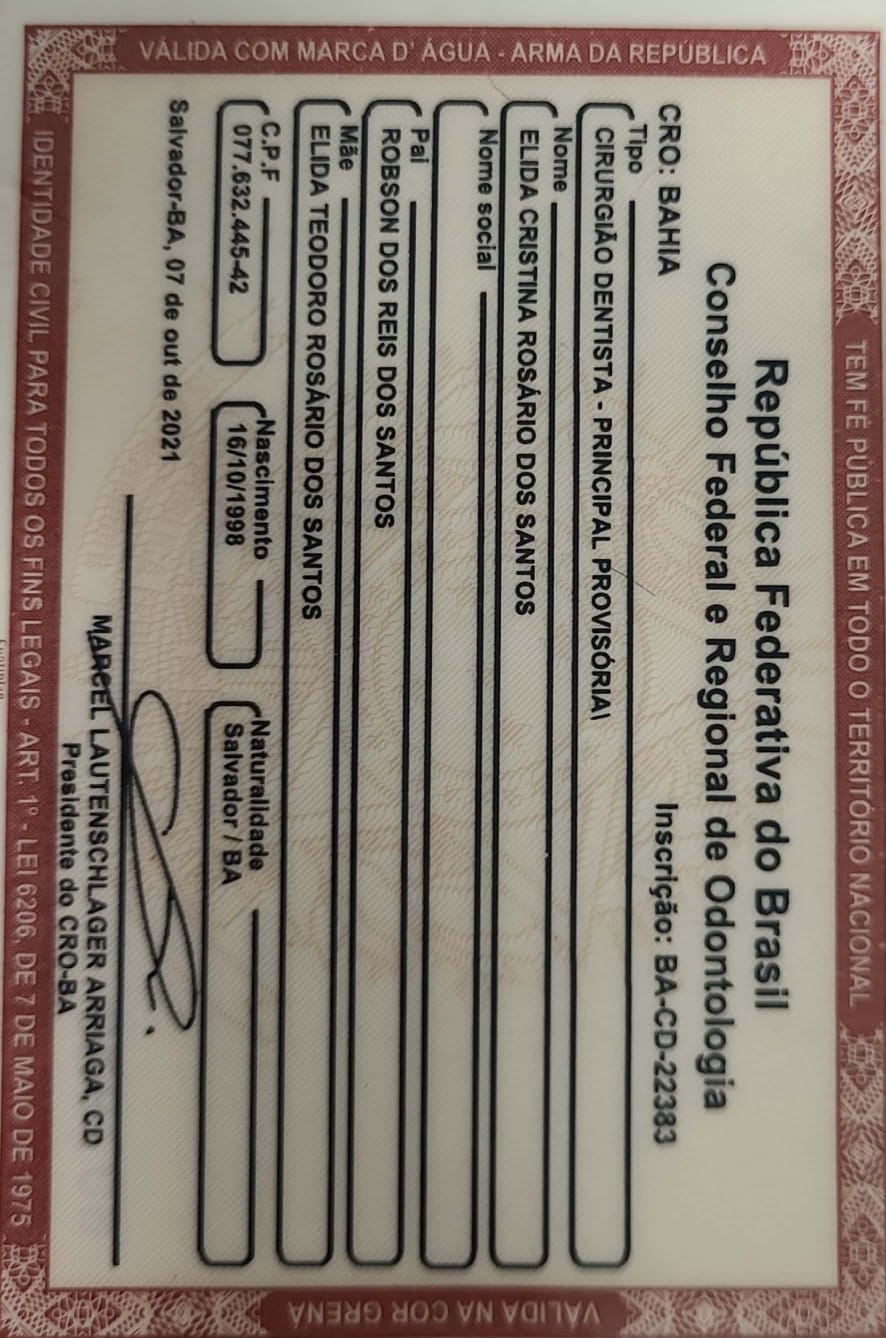 TEM FÉ PÚBLICA EM TODO O TERRITÓRIO NACIONAL
VÁLIDA COM MARCA D' ÁGUA - ARMA DA REPÚBLICA
República Federativa do Brasil
Conselho Federal e Regional de Odontologia
CRO: BAHIA Inscrição: BA-CD-22383
Tipo
CIRURGIÃO DENTISTA - PRINCIPAL PROVISÓRIA\
Nome
ELIDA CRISTINA ROSÁRIO DOS SANTOS
Nome social
Pai
ROBSON DOS REIS DOS SANTOS
Mãe
ELIDA TEODORO ROSÁRIO DOS SANTOS
C.P.F Nascimento Naturalidade
077.632.445-42 16/10/1998 Salvador / BA
Salvador-BA, 07 de out de 2021
MARCEL LAUTENSCHLAGER ARRIAGA, CD
Presidente do CRO-BA
VÁLIDA NA COR GRENÁ
IDENTIDADE CIVIL PARA TODOS OS FINS LEGAIS - ART. 1º - LEI 6206, DE 7 DE MAIO DE 1975